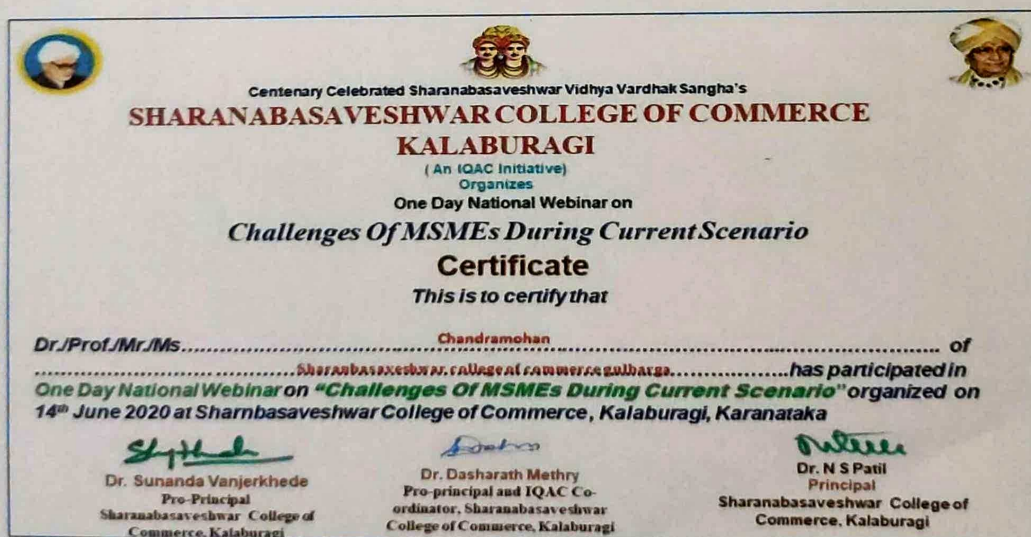 Centenary Celebrated Sharanabasaveshwar Vidhya Vardhak Sangha's
SHARANABASAVESHWAR COLLEGE OF COMMERCE
KALABURAGI
( An IQAC Initiative)
Organizes
One Day National Webinar on
Challenges Of MSMEs During Current Scenario
Certificate
This is to certify that
Dr./Prof./Mr./Ms.....Chandramohan..... of
.....Sharanbasaxeshwar college of commerce gulbarga.....has participated in
One Day National Webinar on "Challenges Of MSMEs During Current Scenario" organized on
14th June 2020 at Sharnbasaveshwar College of Commerce, Kalaburagi, Karanataka
Dr. Sunanda Vanjerkhede
Pro-Principal
Sharanabasaveshwar College of
Commerce, Kalaburagi
Dr. Dasharath Methry
Pro-principal and IQAC Co-
ordinator, Sharanabasaveshwar
College of Commerce, Kalaburagi
Dr. N S Patil
Principal
Sharanabasaveshwar College of
Commerce, Kalaburagi